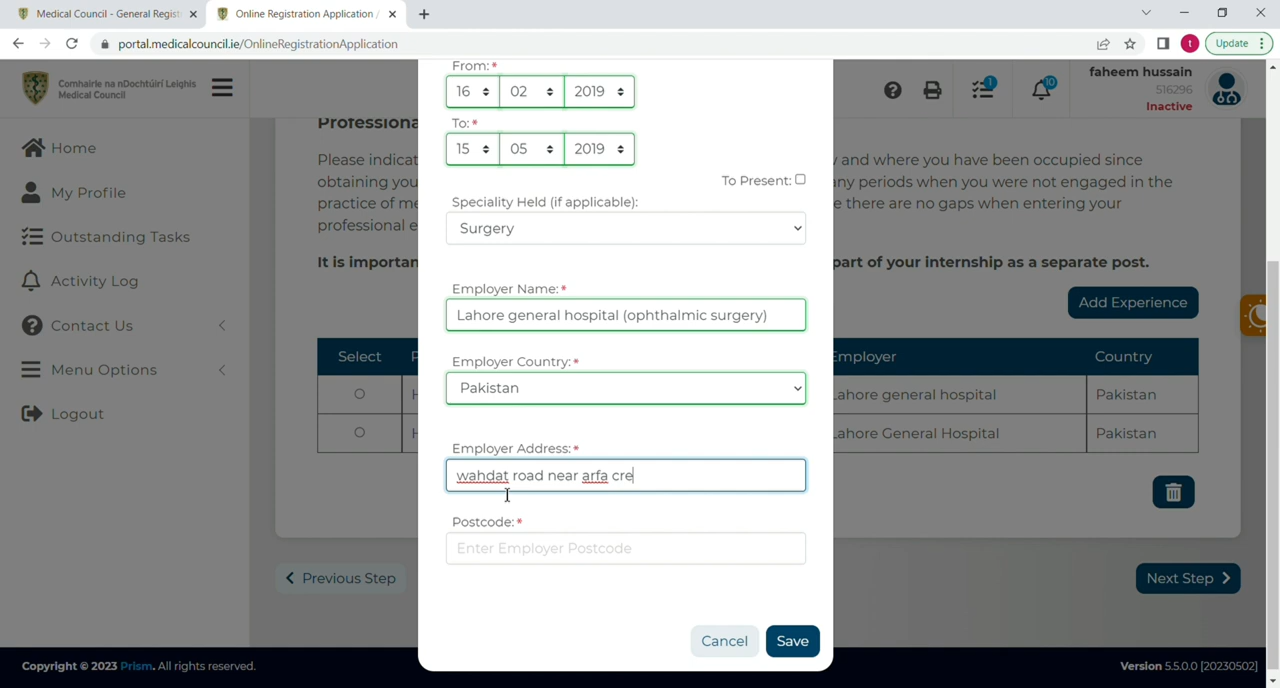 Medical Council - General Regist
Online Registration Application /
portal.medicalcouncil.ie/OnlineRegistrationApplication
Update
Comhairle na nDochtúirí Leighis
Medical Council
1
10
faheem hussain
516296
Inactive
Home
My Profile
Outstanding Tasks
Activity Log
Contact Us
Menu Options
Logout
Professiona
Please indicat
obtaining you
practice of me
professional e
It is importan
y and where you have been occupied since
any periods when you were not engaged in the
e there are no gaps when entering your
part of your internship as a separate post.
Add Experience
Select
Employer
Country
Lahore general hospital
Pakistan
Lahore General Hospital
Pakistan
From:*
16 02 2019
To:*
15 05 2019
To Present:
Speciality Held (if applicable):
Surgery
Employer Name:*
Lahore general hospital (ophthalmic surgery)
Employer Country:*
Pakistan
Employer Address:*
wahdat road near arfa cre
Postcode:*
Enter Employer Postcode
Cancel
Save
Previous Step
Next Step
Copyright © 2023 Prism. All rights reserved.
Version 5.5.0.0 [20230502]